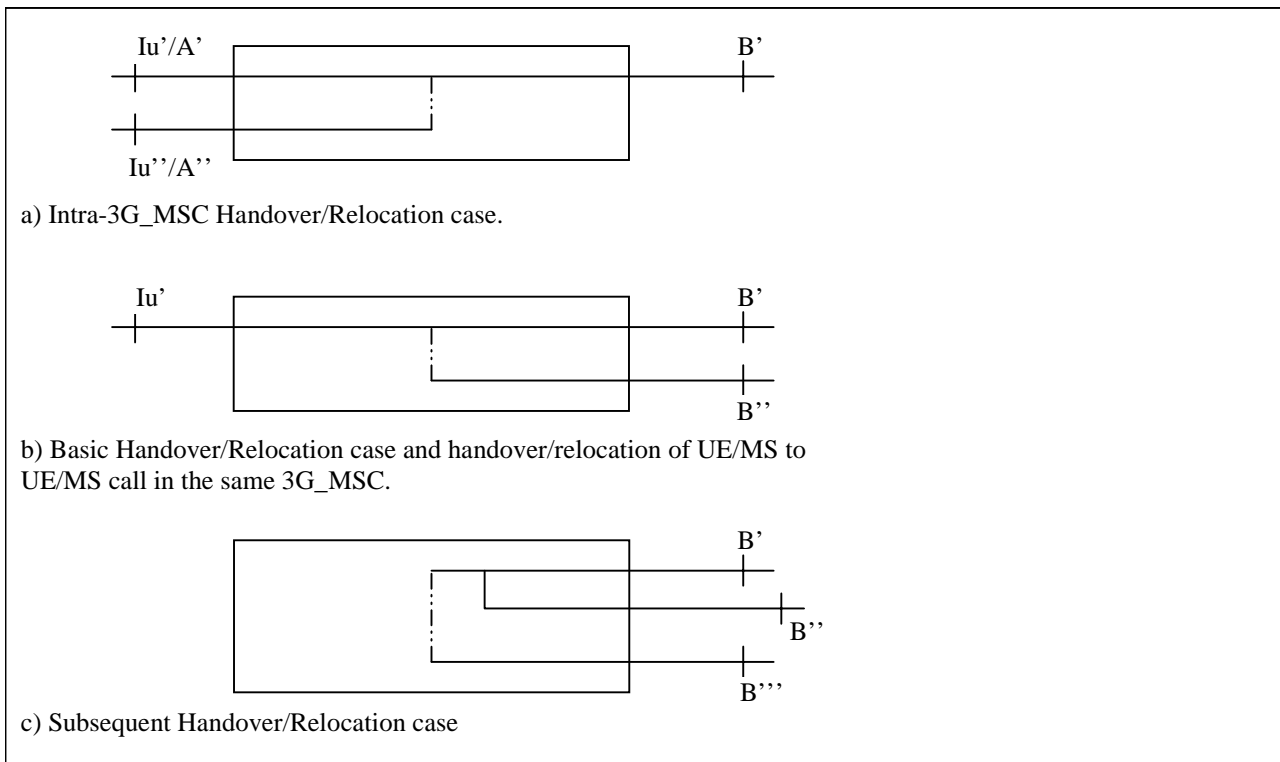 Iu’/A’ B’
Iu’’/A’’
a) Intra-3G_MSC Handover/Relocation case.
Iu’ B’
B’’
b) Basic Handover/Relocation case and handover/relocation of UE/MS to
UE/MS call in the same 3G_MSC.
B’
B’’
B’’’
c) Subsequent Handover/Relocation case